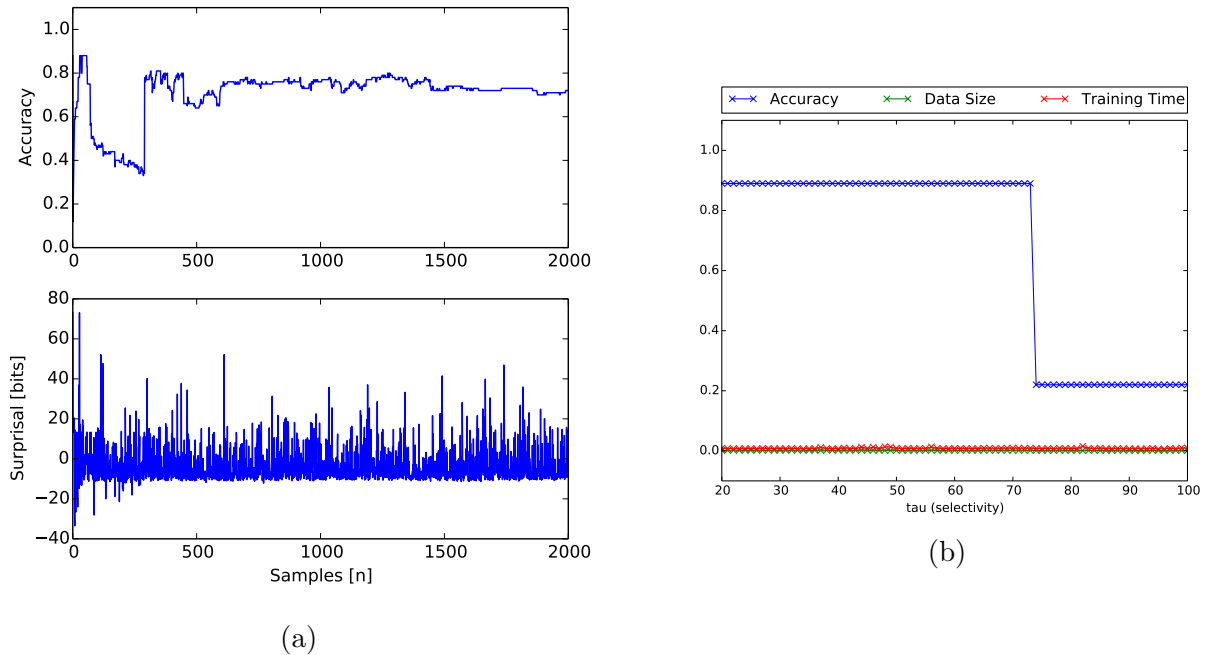 1.0
0.8
0.6
0.4
0.2
0.0
Accuracy
0 500 1000 1500 2000
80
60
40
20
0
−20
−40
Surprisal [bits]
0 500 1000 1500 2000
Samples [n]
(a)
Accuracy Data Size Training Time
1.0
0.8
0.6
0.4
0.2
0.0
20 30 40 50 60 70 80 90 100
tau (selectivity)
(b)